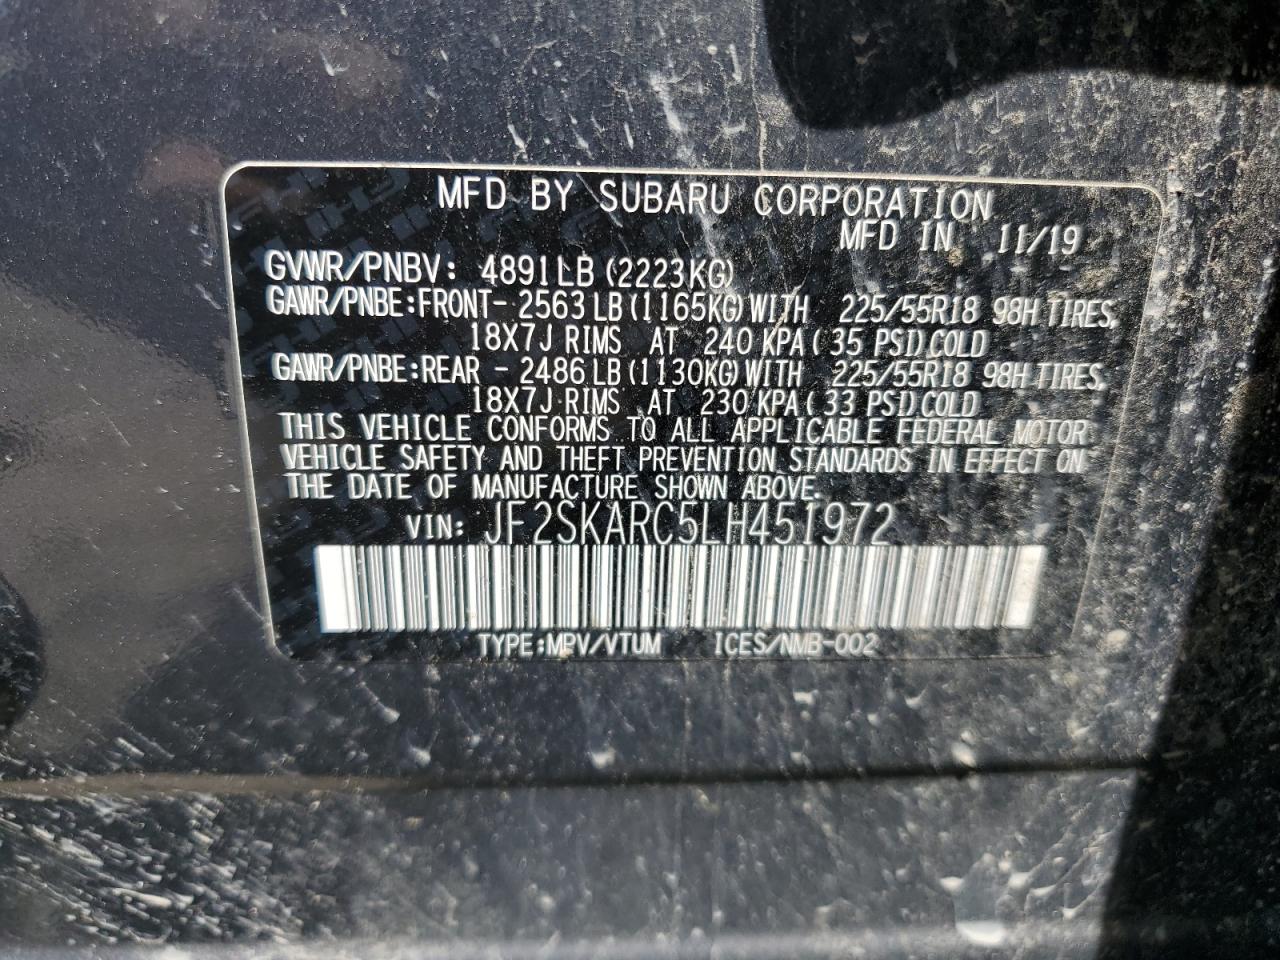 MFD BY SUBARU CORPORATION
MFD IN 11/19
GVWR/PNBV: 4891LB(2223KG)
GAWR/PNBE:FRONT-2563LB(1165KG)WITH 225/55R18 98H TIRES,
18X7J RIMS AT 240 KPA(35 PSI)COLD
GAWR/PNBE:REAR -2486LB(1130KG)WITH 225/55R18 98H TIRES,
18X7J RIMS AT 230 KPA(33 PSI)COLD
THIS VEHICLE CONFORMS TO ALL APPLICABLE FEDERAL MOTOR
VEHICLE SAFETY AND THEFT PREVENTION STANDARDS IN EFFECT ON
THE DATE OF MANUFACTURE SHOWN ABOVE.
VIN: JF2SKARC5LH451972
TYPE:MPV/VTUM ICES/NMB-002